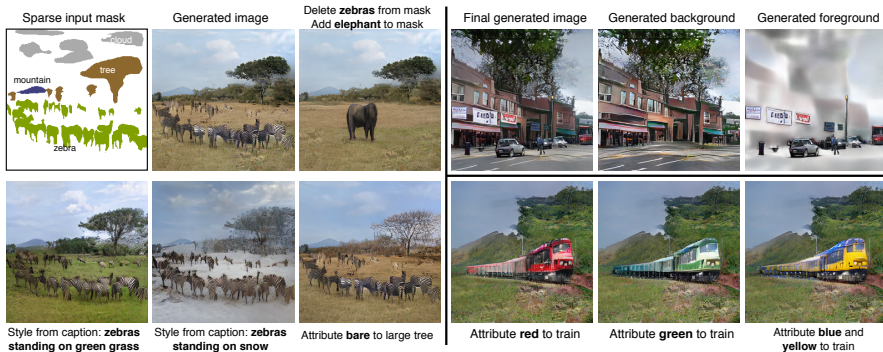 Sparse input mask
Generated image
Delete zebras from mask
Add elephant to mask
Final generated image
Generated background
Generated foreground
cloud
tree
mountain
zebra
Style from caption: zebras
standing on green grass
Style from caption: zebras
standing on snow
Attribute bare to large tree
Attribute red to train
Attribute green to train
Attribute blue and
yellow to train